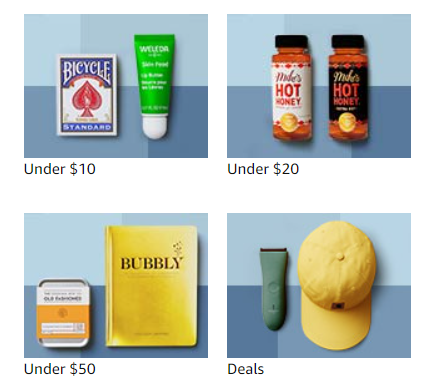 BICYCLE
STANDARD
WELEDA
Skin Food
Lip Butter
Under $10
Mike's
HOT
HONEY
Mike's
HOT
HONEY
Under $20
OLD FASHIONED
BUBBLY
Under $50
Deals